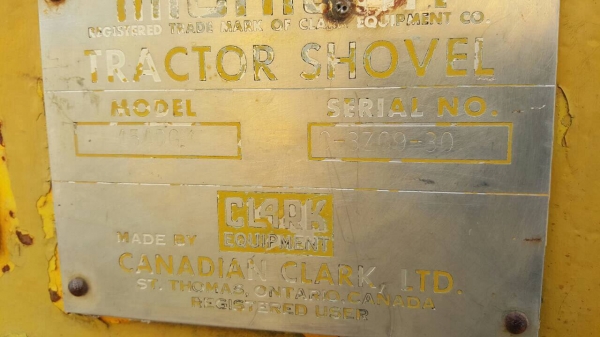 REGISTERED TRADE MARK OF CLARK EQUIPMENT CO.
TRACTOR SHOVEL
MODEL SERIAL NO.
CLARK
EQUIPMENT
MADE BY
CANADIAN CLARK, LTD.
ST. THOMAS, ONTARIO, CANADA
REGISTERED USER